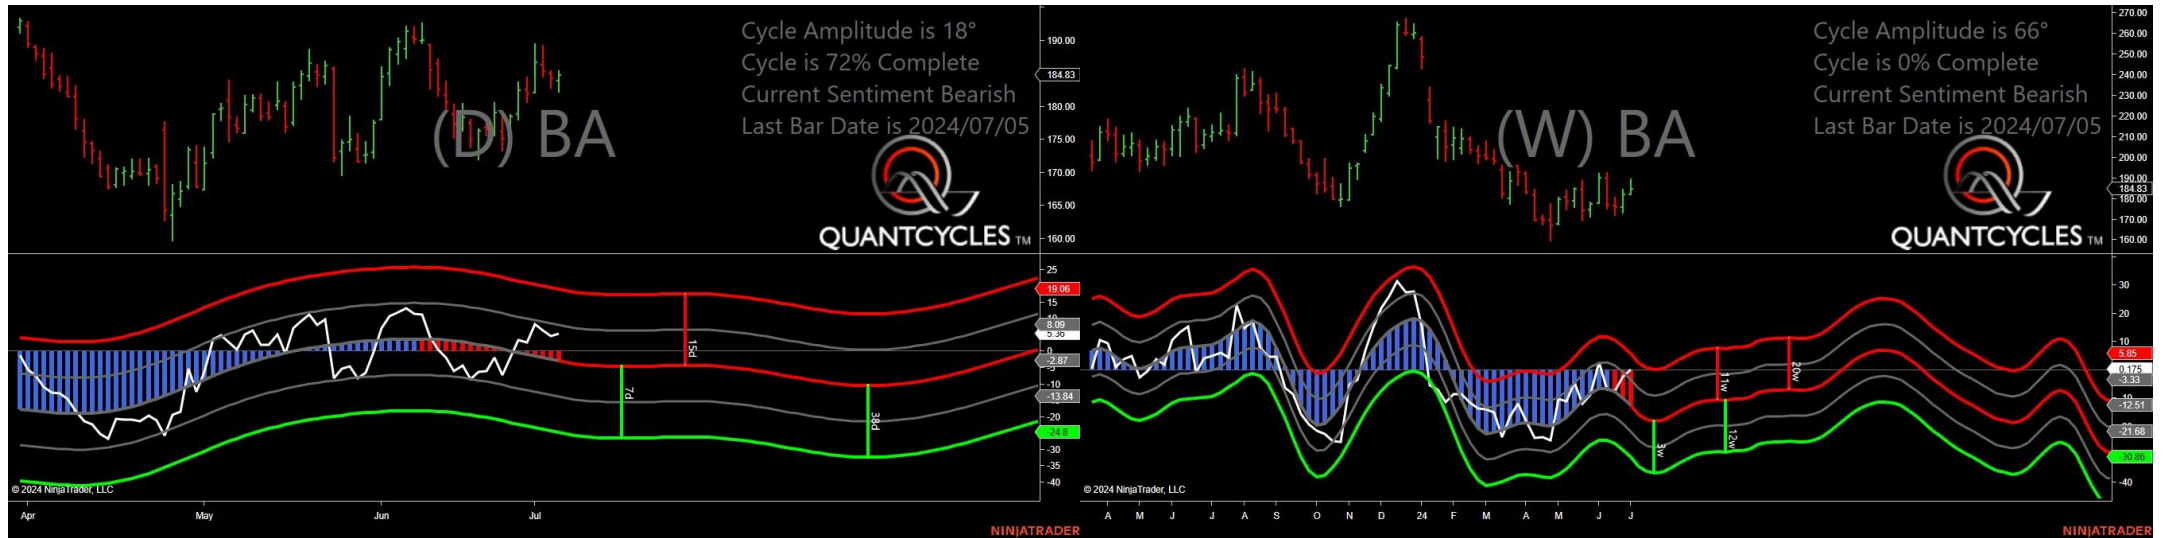 Cycle Amplitude is 18°
Cycle is 72% Complete
Current Sentiment Bearish
Last Bar Date is 2024/07/05
(D) BA
QUANTCYCLES TM
190.00
184.83
180.00
175.00
170.00
165.00
160.00
25
19.06
15
8.09
5.36
0
-2.87
-10
-13.84
-20
-24.8
-30
-35
-40
15d
7d
38d
© 2024 NinjaTrader, LLC
Apr May Jun Jul
NINJATRADER
Cycle Amplitude is 66°
Cycle is 0% Complete
Current Sentiment Bearish
Last Bar Date is 2024/07/05
(W) BA
QUANTCYCLES TM
270.00
260.00
250.00
240.00
230.00
220.00
210.00
200.00
190.00
184.83
180.00
170.00
160.00
30
20
10
5.85
0.175
-3.33
-12.51
-21.68
-30.86
-40
11w
20w
3w
12w
© 2024 NinjaTrader, LLC
A M J J A S O N D 24 F M A M J J
NINJATRADER